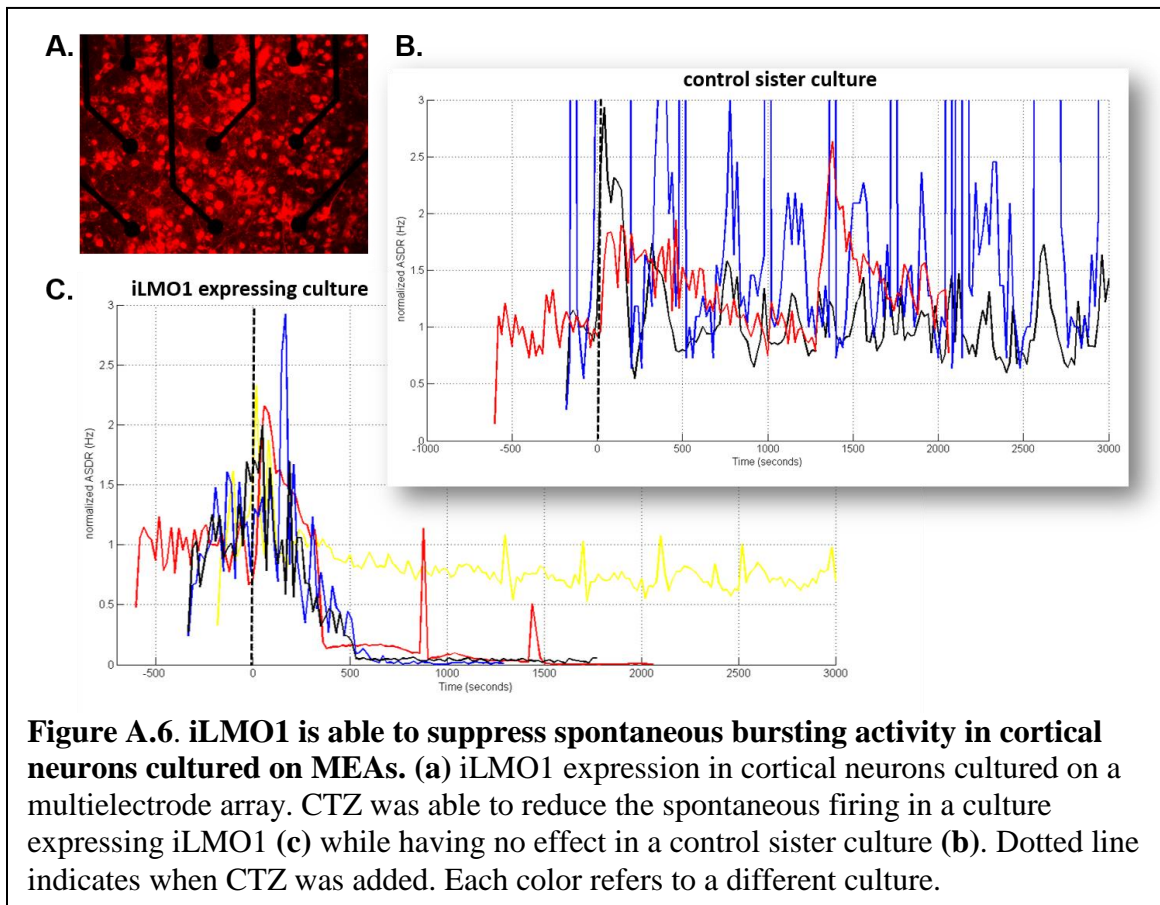 A.
B.
control sister culture
3
2.5
2
1.5
1
0.5
0
normalized ASDR (Hz)
-1000
-500
0
500
1000
1500
2000
2500
3000
Time (seconds)
C.
iLMO1 expressing culture
3
2.5
2
1.5
1
0.5
0
normalized ASDR (Hz)
-500
0
500
1000
1500
2000
2500
3000
Time (seconds)
Figure A.6. iLMO1 is able to suppress spontaneous bursting activity in cortical
neurons cultured on MEAs. (a) iLMO1 expression in cortical neurons cultured on a
multielectrode array. CTZ was able to reduce the spontaneous firing in a culture
expressing iLMO1 (c) while having no effect in a control sister culture (b). Dotted line
indicates when CTZ was added. Each color refers to a different culture.